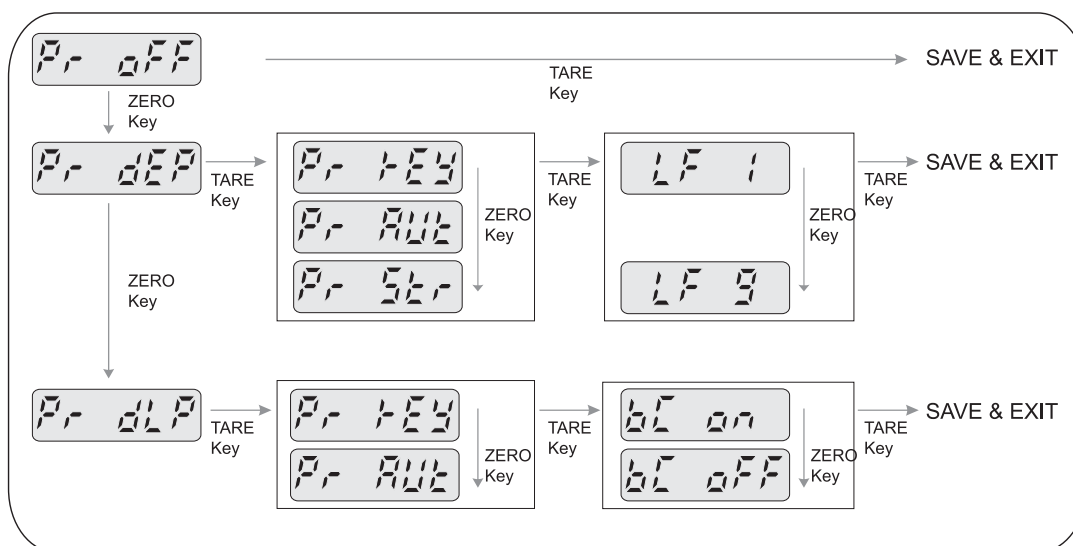 Pr oFF
TARE
Key
SAVE & EXIT
ZERO
Key
Pr dEP
TARE
Key
Pr kEY
Pr AUt
Pr Str
ZERO
Key
TARE
Key
LF 1
LF 9
ZERO
Key
TARE
Key
SAVE & EXIT
ZERO
Key
Pr dLP
TARE
Key
Pr kEY
Pr AUt
ZERO
Key
TARE
Key
bC on
bC oFF
ZERO
Key
TARE
Key
SAVE & EXIT